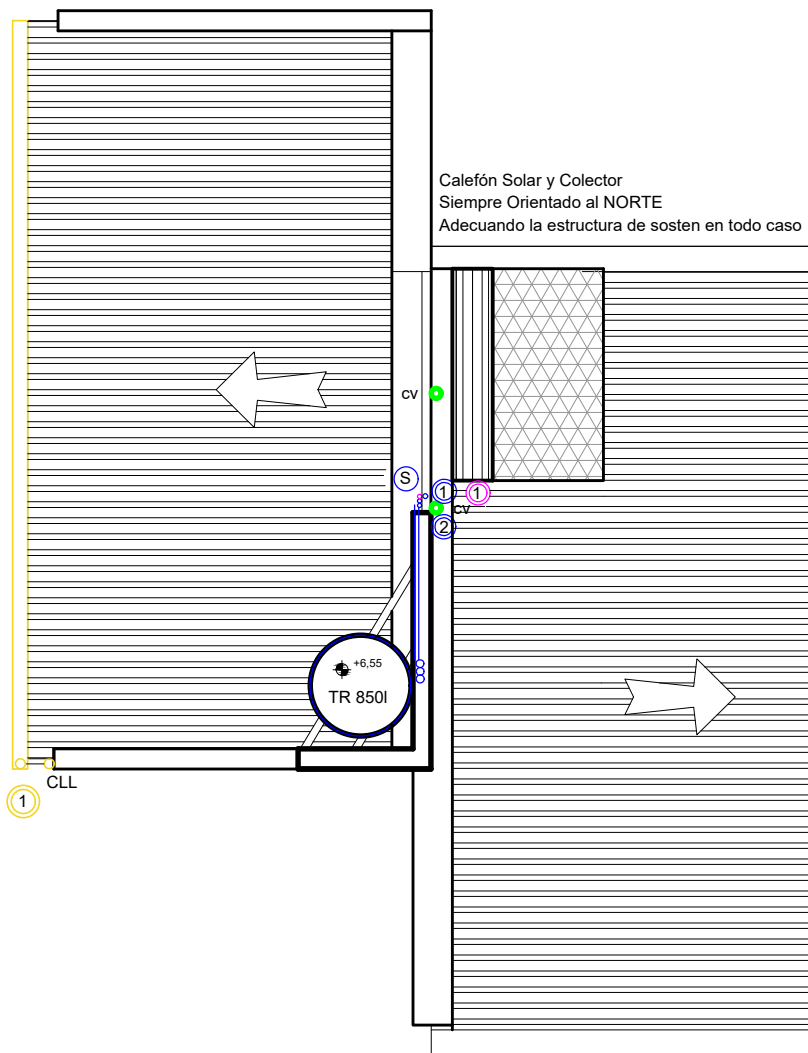 Calefón Solar y Colector
Siempre Orientado al NORTE
Adecuando la estructura de sosten en todo caso
cv
S
1
1
cv
2
+6,55
TR 850l
CLL
1